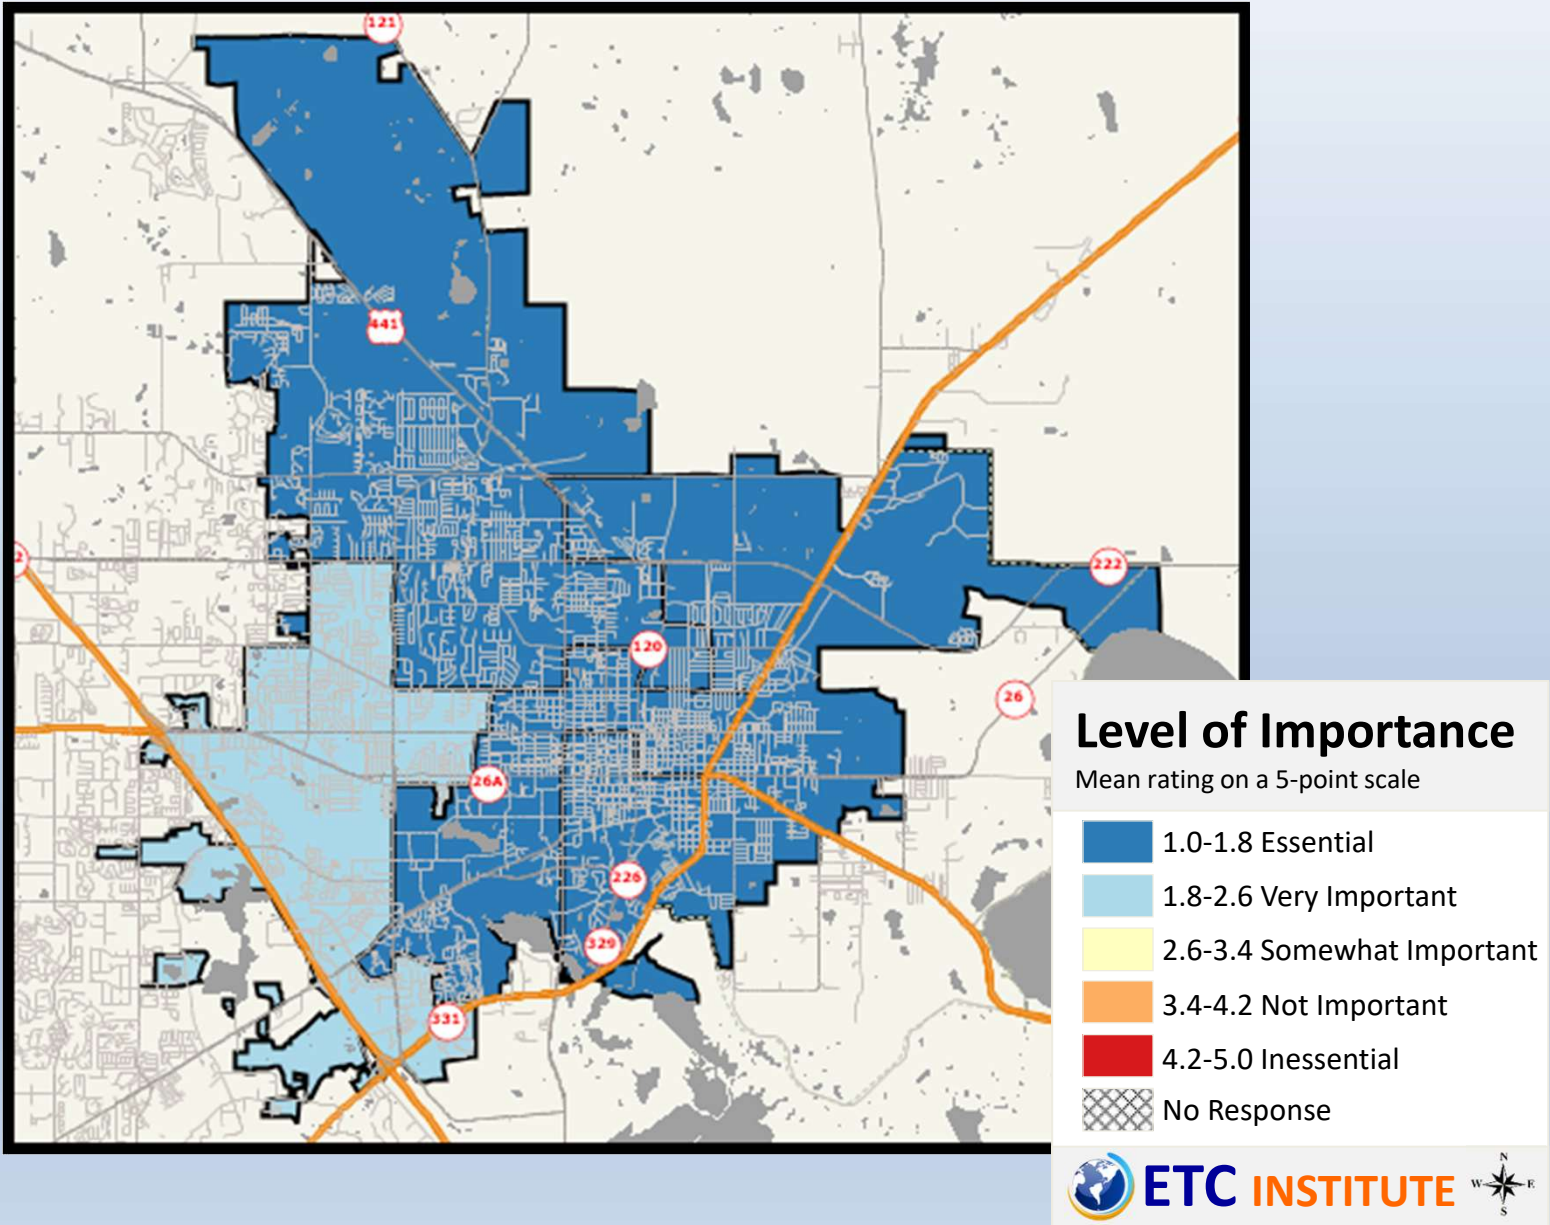 121
441
2
222
120
26
26A
226
329
331
Level of Importance
Mean rating on a 5-point scale
1.0-1.8 Essential
1.8-2.6 Very Important
2.6-3.4 Somewhat Important
3.4-4.2 Not Important
4.2-5.0 Inessential
No Response
ETC INSTITUTE
N
W E
S